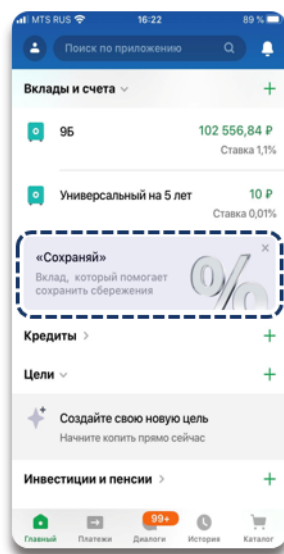 MTS RUS 16:22 89 %
Поиск по приложению
Вклады и счета
9Б 102 556,84 ₽
Ставка 1,1%
Универсальный на 5 лет 10 ₽
Ставка 0,01%
«Сохраняй»
Вклад, который помогает
сохранить сбережения
%
Кредиты
Цели
Создайте свою новую цель
Начните копить прямо сейчас
Инвестиции и пенсии
99+
Главный Платежи Диалоги История Каталог